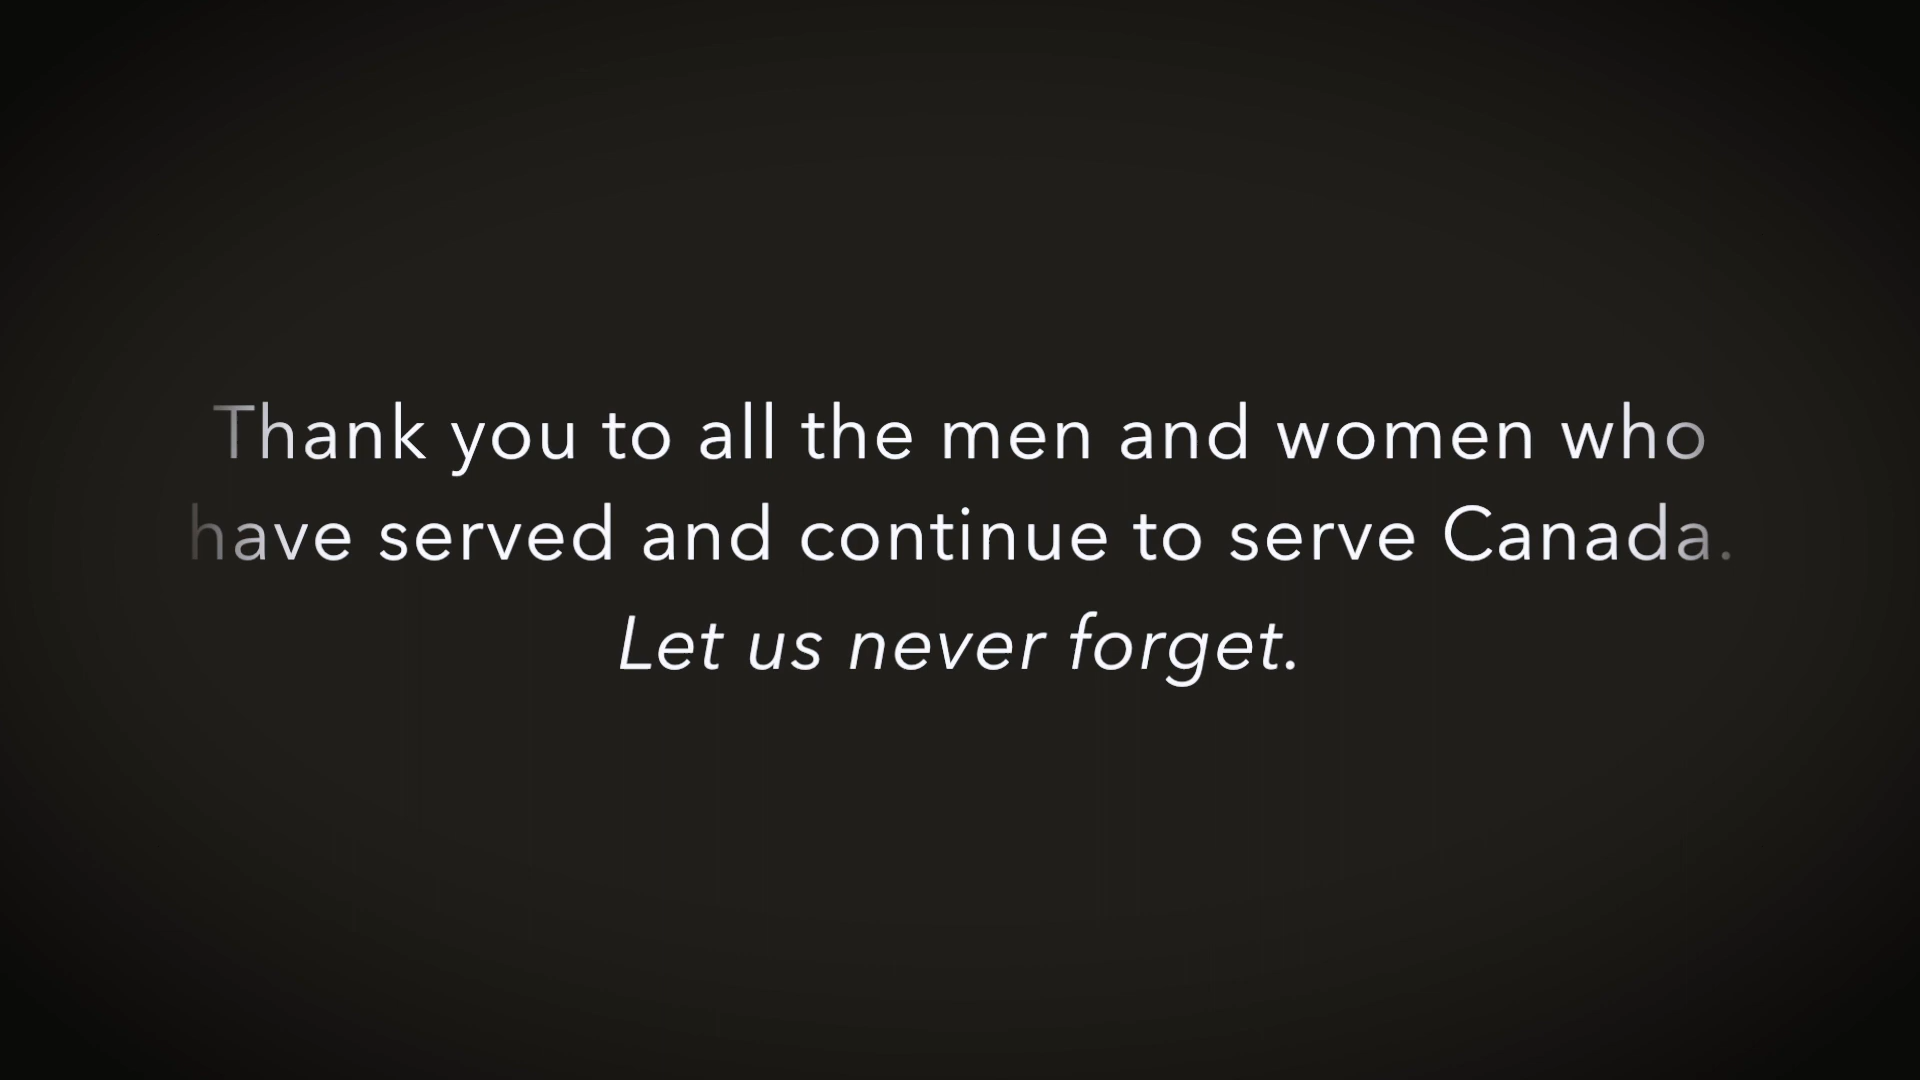 Thank you to all the men and women who
have served and continue to serve Canada.
Let us never forget.